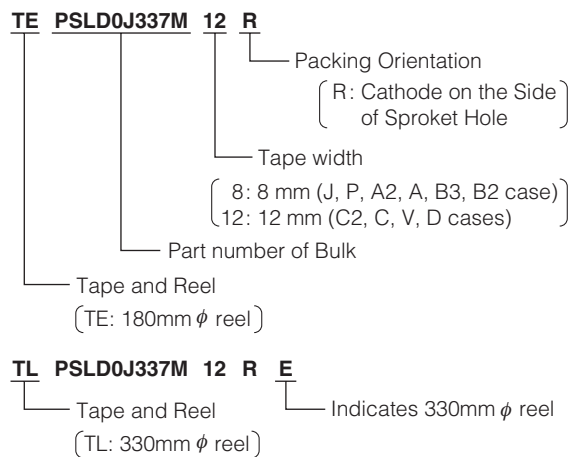 TE PSLD0J337M 12 R
Packing Orientation
R: Cathode on the Side
of Sproket Hole
Tape width
8: 8 mm (J, P, A2, A, B3, B2 case)
12: 12 mm (C2, C, V, D cases)
Part number of Bulk
Tape and Reel
TE: 180mm ϕ reel
TL PSLD0J337M 12 R E
Tape and Reel
Indicates 330mm ϕ reel
TL: 330mm ϕ reel